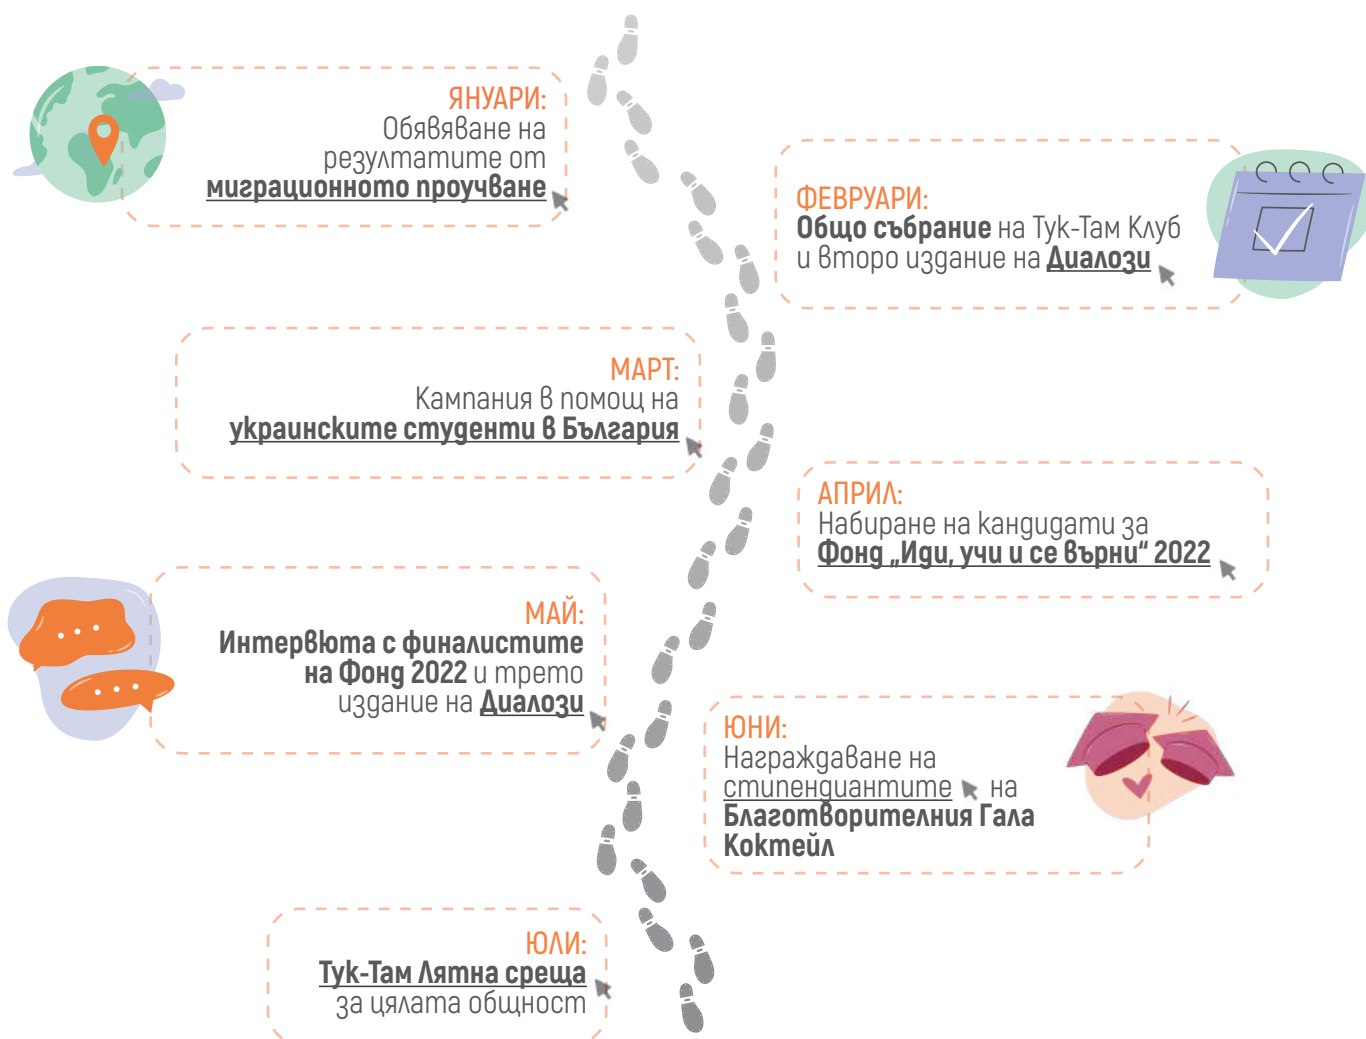 ЯНУАРИ:
Обявяване на
резултатите от
миграционното проучване
ФЕВРУАРИ:
Общо събрание на Тук-Там Клуб
и второ издание на Диалози
МАРТ:
Кампания в помощ на
украинските студенти в България
АПРИЛ:
Набиране на кандидати за
Фонд „Иди, учи и се върни“ 2022
МАЙ:
Интервюта с финалистите
на Фонд 2022 и трето
издание на Диалози
ЮНИ:
Награждаване на
стипендиантите на
Благотворителния Гала
Коктейл
ЮЛИ:
Тук-Там Лятна среща
за цялата общност